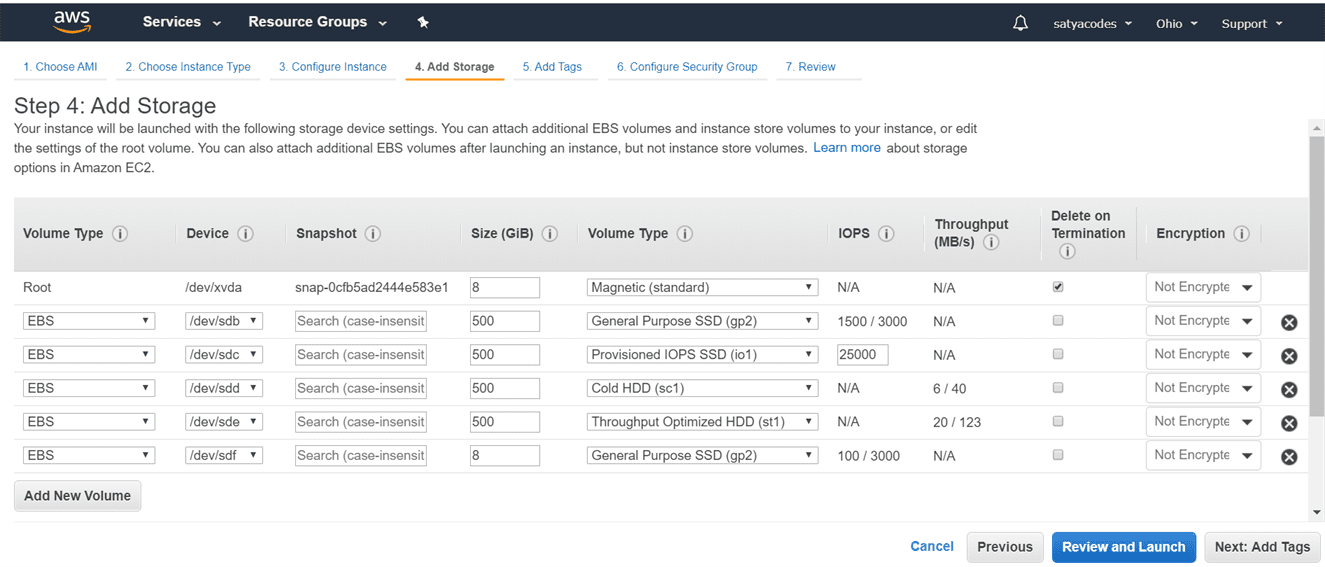 aws Services Resource Groups satyacodes Ohio Support
1. Choose AMI 2. Choose Instance Type 3. Configure Instance 4. Add Storage 5. Add Tags 6. Configure Security Group 7. Review
Step 4: Add Storage
Your instance will be launched with the following storage device settings. You can attach additional EBS volumes and instance store volumes to your instance, or edit
the settings of the root volume. You can also attach additional EBS volumes after launching an instance, but not instance store volumes. Learn more about storage
options in Amazon EC2.
Volume Type i Device i Snapshot i Size (GiB) i Volume Type i IOPS i Throughput (MB/s) i Delete on Termination i Encryption i
Root /dev/xvda snap-0cfb5ad2444e583e1 8 Magnetic (standard) N/A N/A Not Encrypte
EBS /dev/sdb Search (case-insensit 500 General Purpose SSD (gp2) 1500 / 3000 N/A Not Encrypte
EBS /dev/sdc Search (case-insensit 500 Provisioned IOPS SSD (io1) 25000 N/A Not Encrypte
EBS /dev/sdd Search (case-insensit 500 Cold HDD (sc1) N/A 6 / 40 Not Encrypte
EBS /dev/sde Search (case-insensit 500 Throughput Optimized HDD (st1) N/A 20 / 123 Not Encrypte
EBS /dev/sdf Search (case-insensit 8 General Purpose SSD (gp2) 100 / 3000 N/A Not Encrypte
Add New Volume
Cancel Previous Review and Launch Next: Add Tags